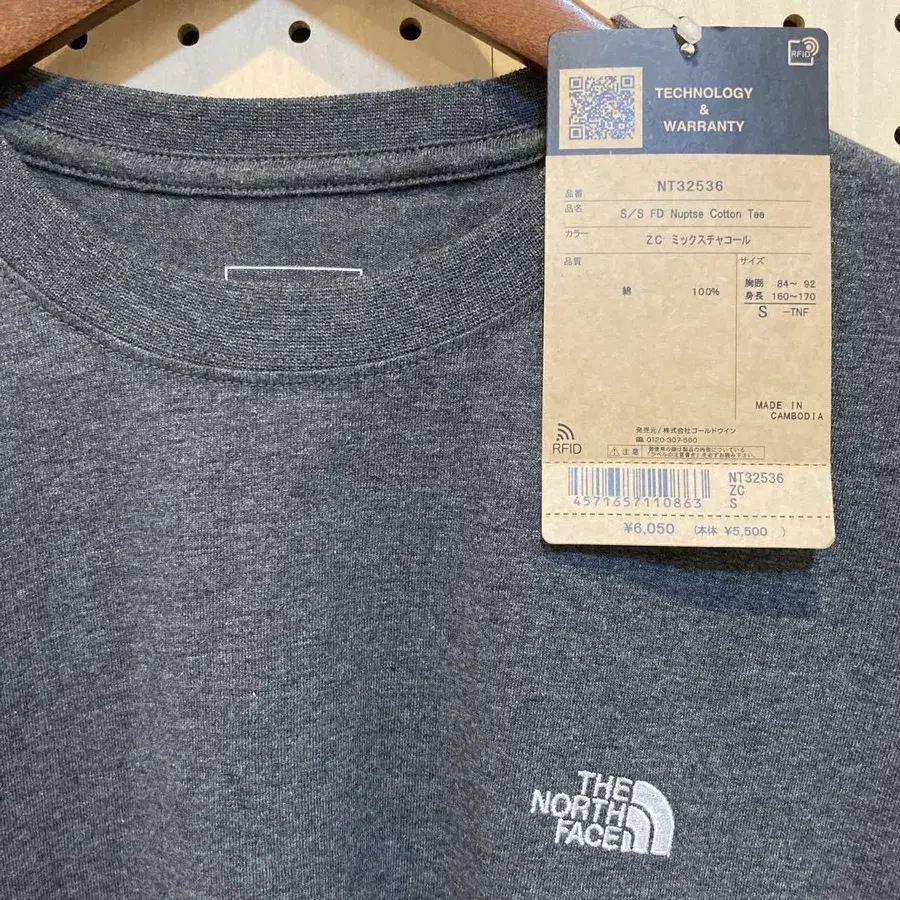 RFID
TECHNOLOGY
&
WARRANTY
品番 NT32536
品名 S/S FD Nuptse Cotton Tee
カラー ZC ミックスチャコール
品質 サイズ
綿 100%
胸囲 84〜 92
身長 160〜170
S -TNF
MADE IN
CAMBODIA
RFID
発売元/株式会社ゴールドウイン
0120-307-560
注意
NT32536
ZC
S
4571657110863
¥6,050 (本体 ¥5,500 )
THE
NORTH
FACE